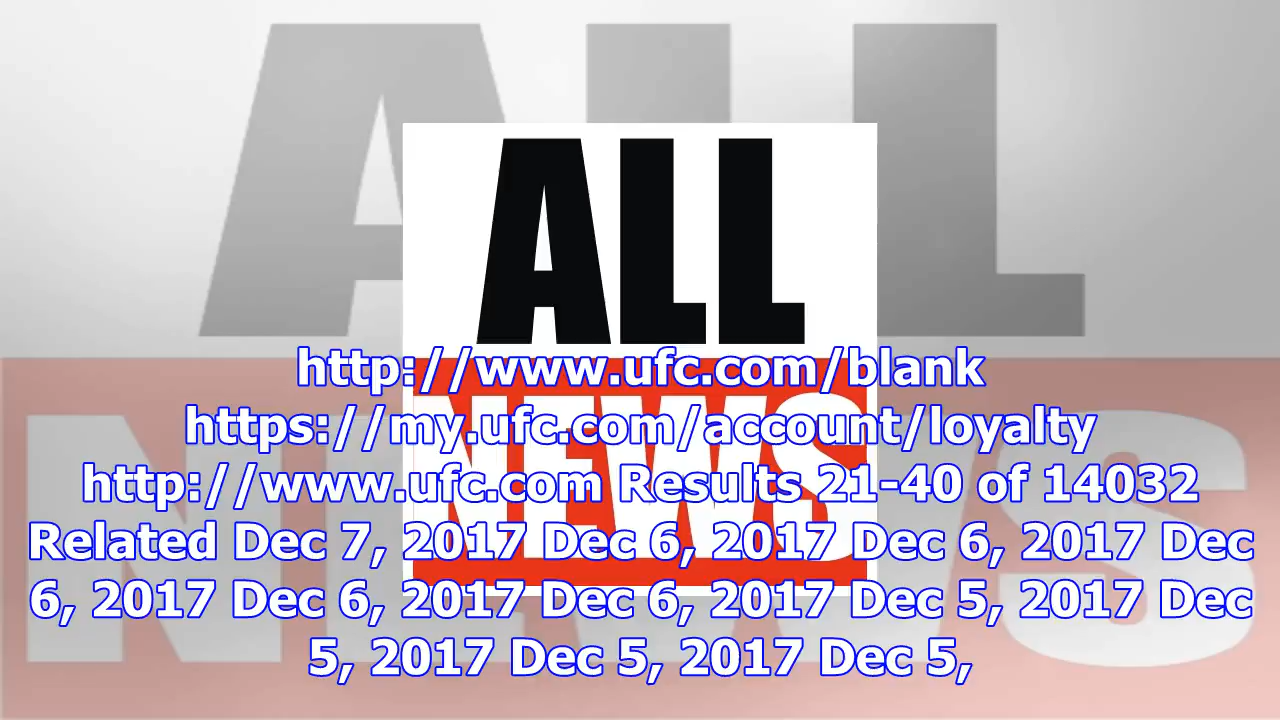 ALL
NEWS
http://www.ufc.com/blank
https://my.ufc.com/account/loyalty
http://www.ufc.com Results 21-40 of 14032
Related Dec 7, 2017 Dec 6, 2017 Dec 6, 2017 Dec
6, 2017 Dec 6, 2017 Dec 6, 2017 Dec 5, 2017 Dec
5, 2017 Dec 5, 2017 Dec 5,